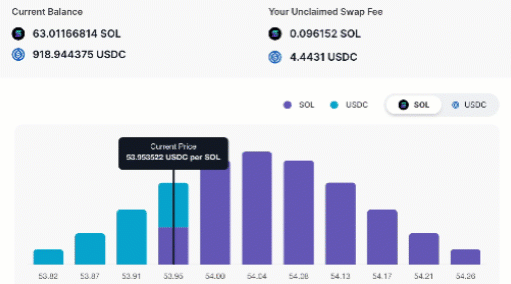 Current Balance
Your Unclaimed Swap Fee
63.01166814 SOL
0.096152 SOL
918.944375 USDC
4.4431 USDC
SOL
USDC
SOL
USDC
Current Price
53.953522 USDC per SOL
53.82 53.87 53.91 53.95 54.00 54.04 54.08 54.13 54.17 54.21 54.26